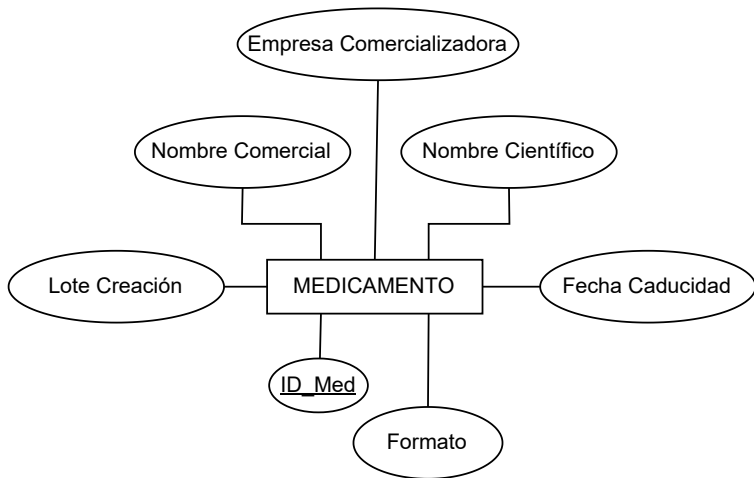 Empresa Comercializadora
Nombre Comercial
Nombre Científico
Lote Creación
MEDICAMENTO
Fecha Caducidad
ID_Med
Formato